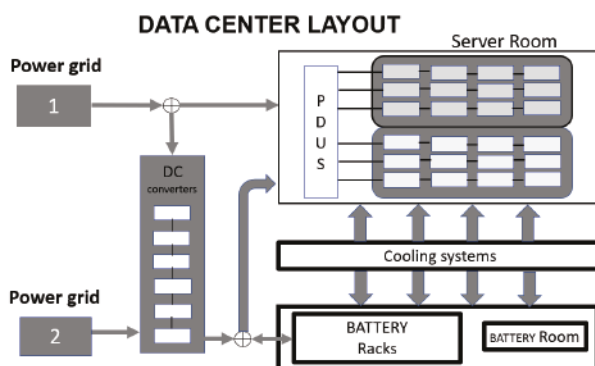 DATA CENTER LAYOUT
Server Room
Power grid
1
P
D
U
S
DC
converters
Cooling systems
Power grid
2
BATTERY
Racks
BATTERY Room